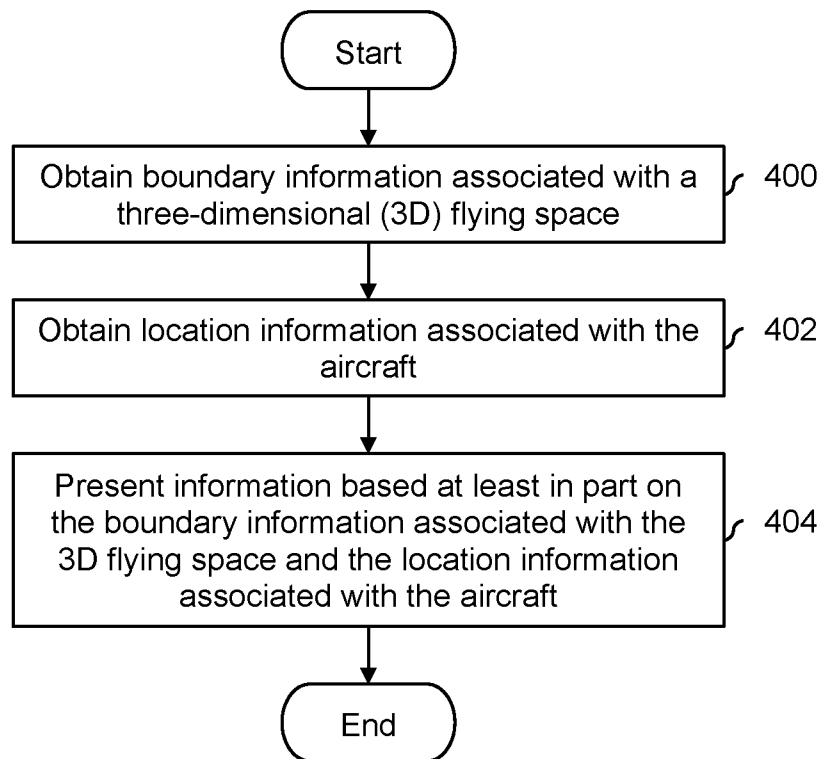 Start
Obtain boundary information associated with a
three-dimensional (3D) flying space
400
Obtain location information associated with the
aircraft
402
Present information based at least in part on
the boundary information associated with the
3D flying space and the location information
associated with the aircraft
404
End